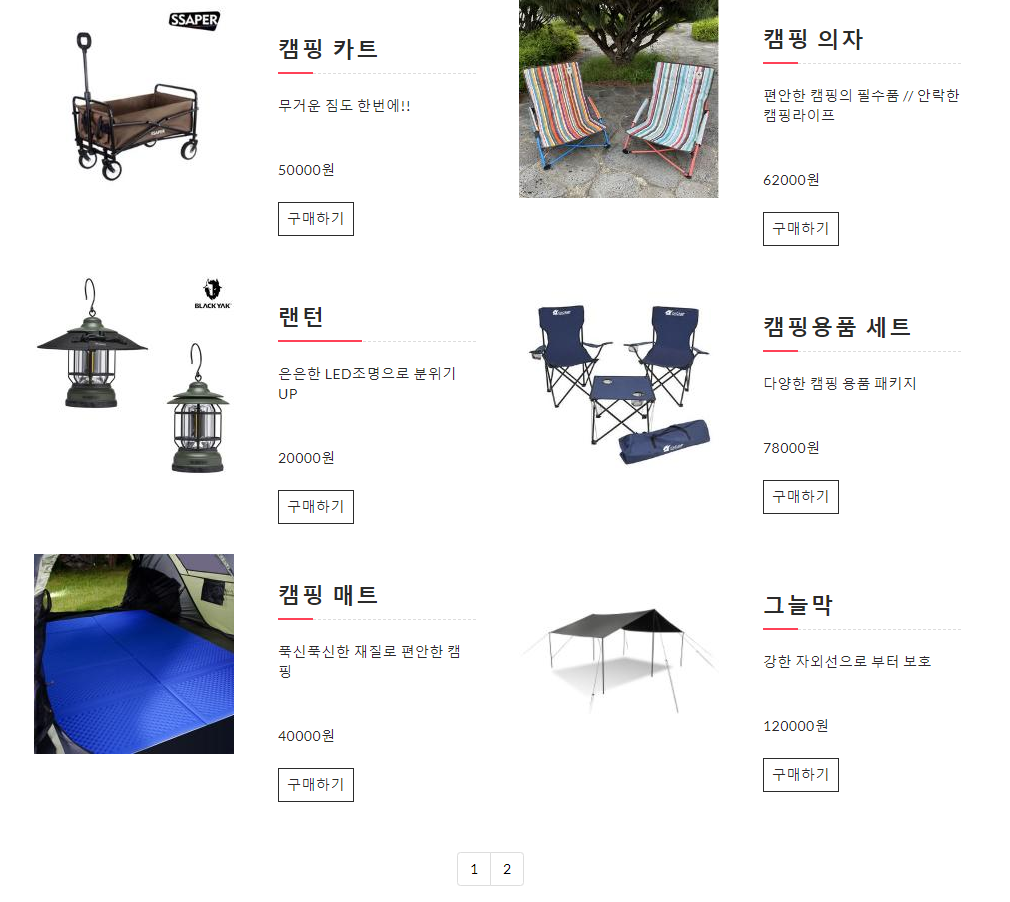 SSAPER
SSAPER
캠핑 카트
무거운 짐도 한번에!!
50000원
구매하기
캠핑 의자
편안한 캠핑의 필수품 // 안락한
캠핑라이프
62000원
구매하기
BLACKYAK
랜턴
은은한 LED조명으로 분위기
UP
20000원
구매하기
캠핑용품 세트
다양한 캠핑 용품 패키지
78000원
구매하기
캠핑 매트
푹신푹신한 재질로 편안한 캠
핑
40000원
구매하기
그늘막
강한 자외선으로 부터 보호
120000원
구매하기
1 2